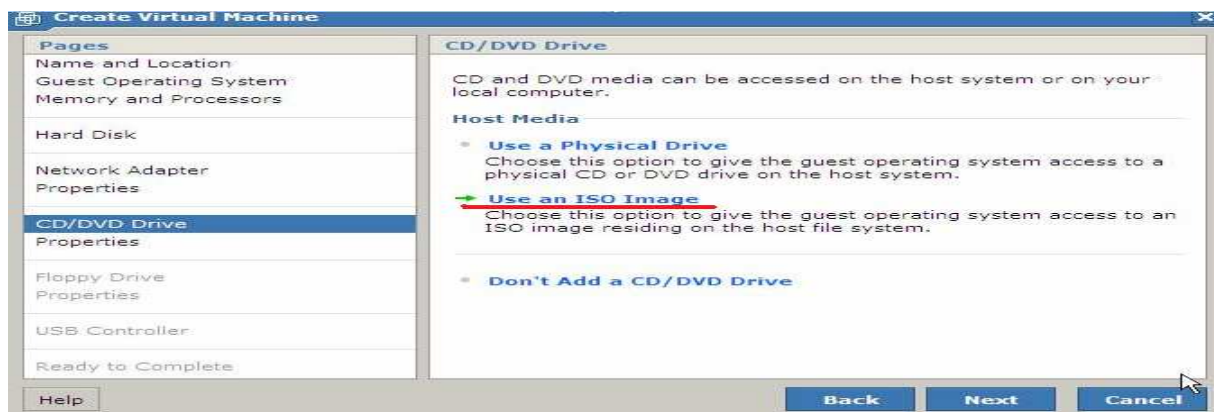 Create Virtual Machine
Pages
Name and Location
Guest Operating System
Memory and Processors
Hard Disk
Network Adapter
Properties
CD/DVD Drive
Properties
Floppy Drive
Properties
USB Controller
Ready to Complete
CD/DVD Drive
CD and DVD media can be accessed on the host system or on your
local computer.
Host Media
Use a Physical Drive
Choose this option to give the guest operating system access to a
physical CD or DVD drive on the host system.
Use an ISO Image
Choose this option to give the guest operating system access to an
ISO image residing on the host file system.
Don't Add a CD/DVD Drive
Help
Back
Next
Cancel